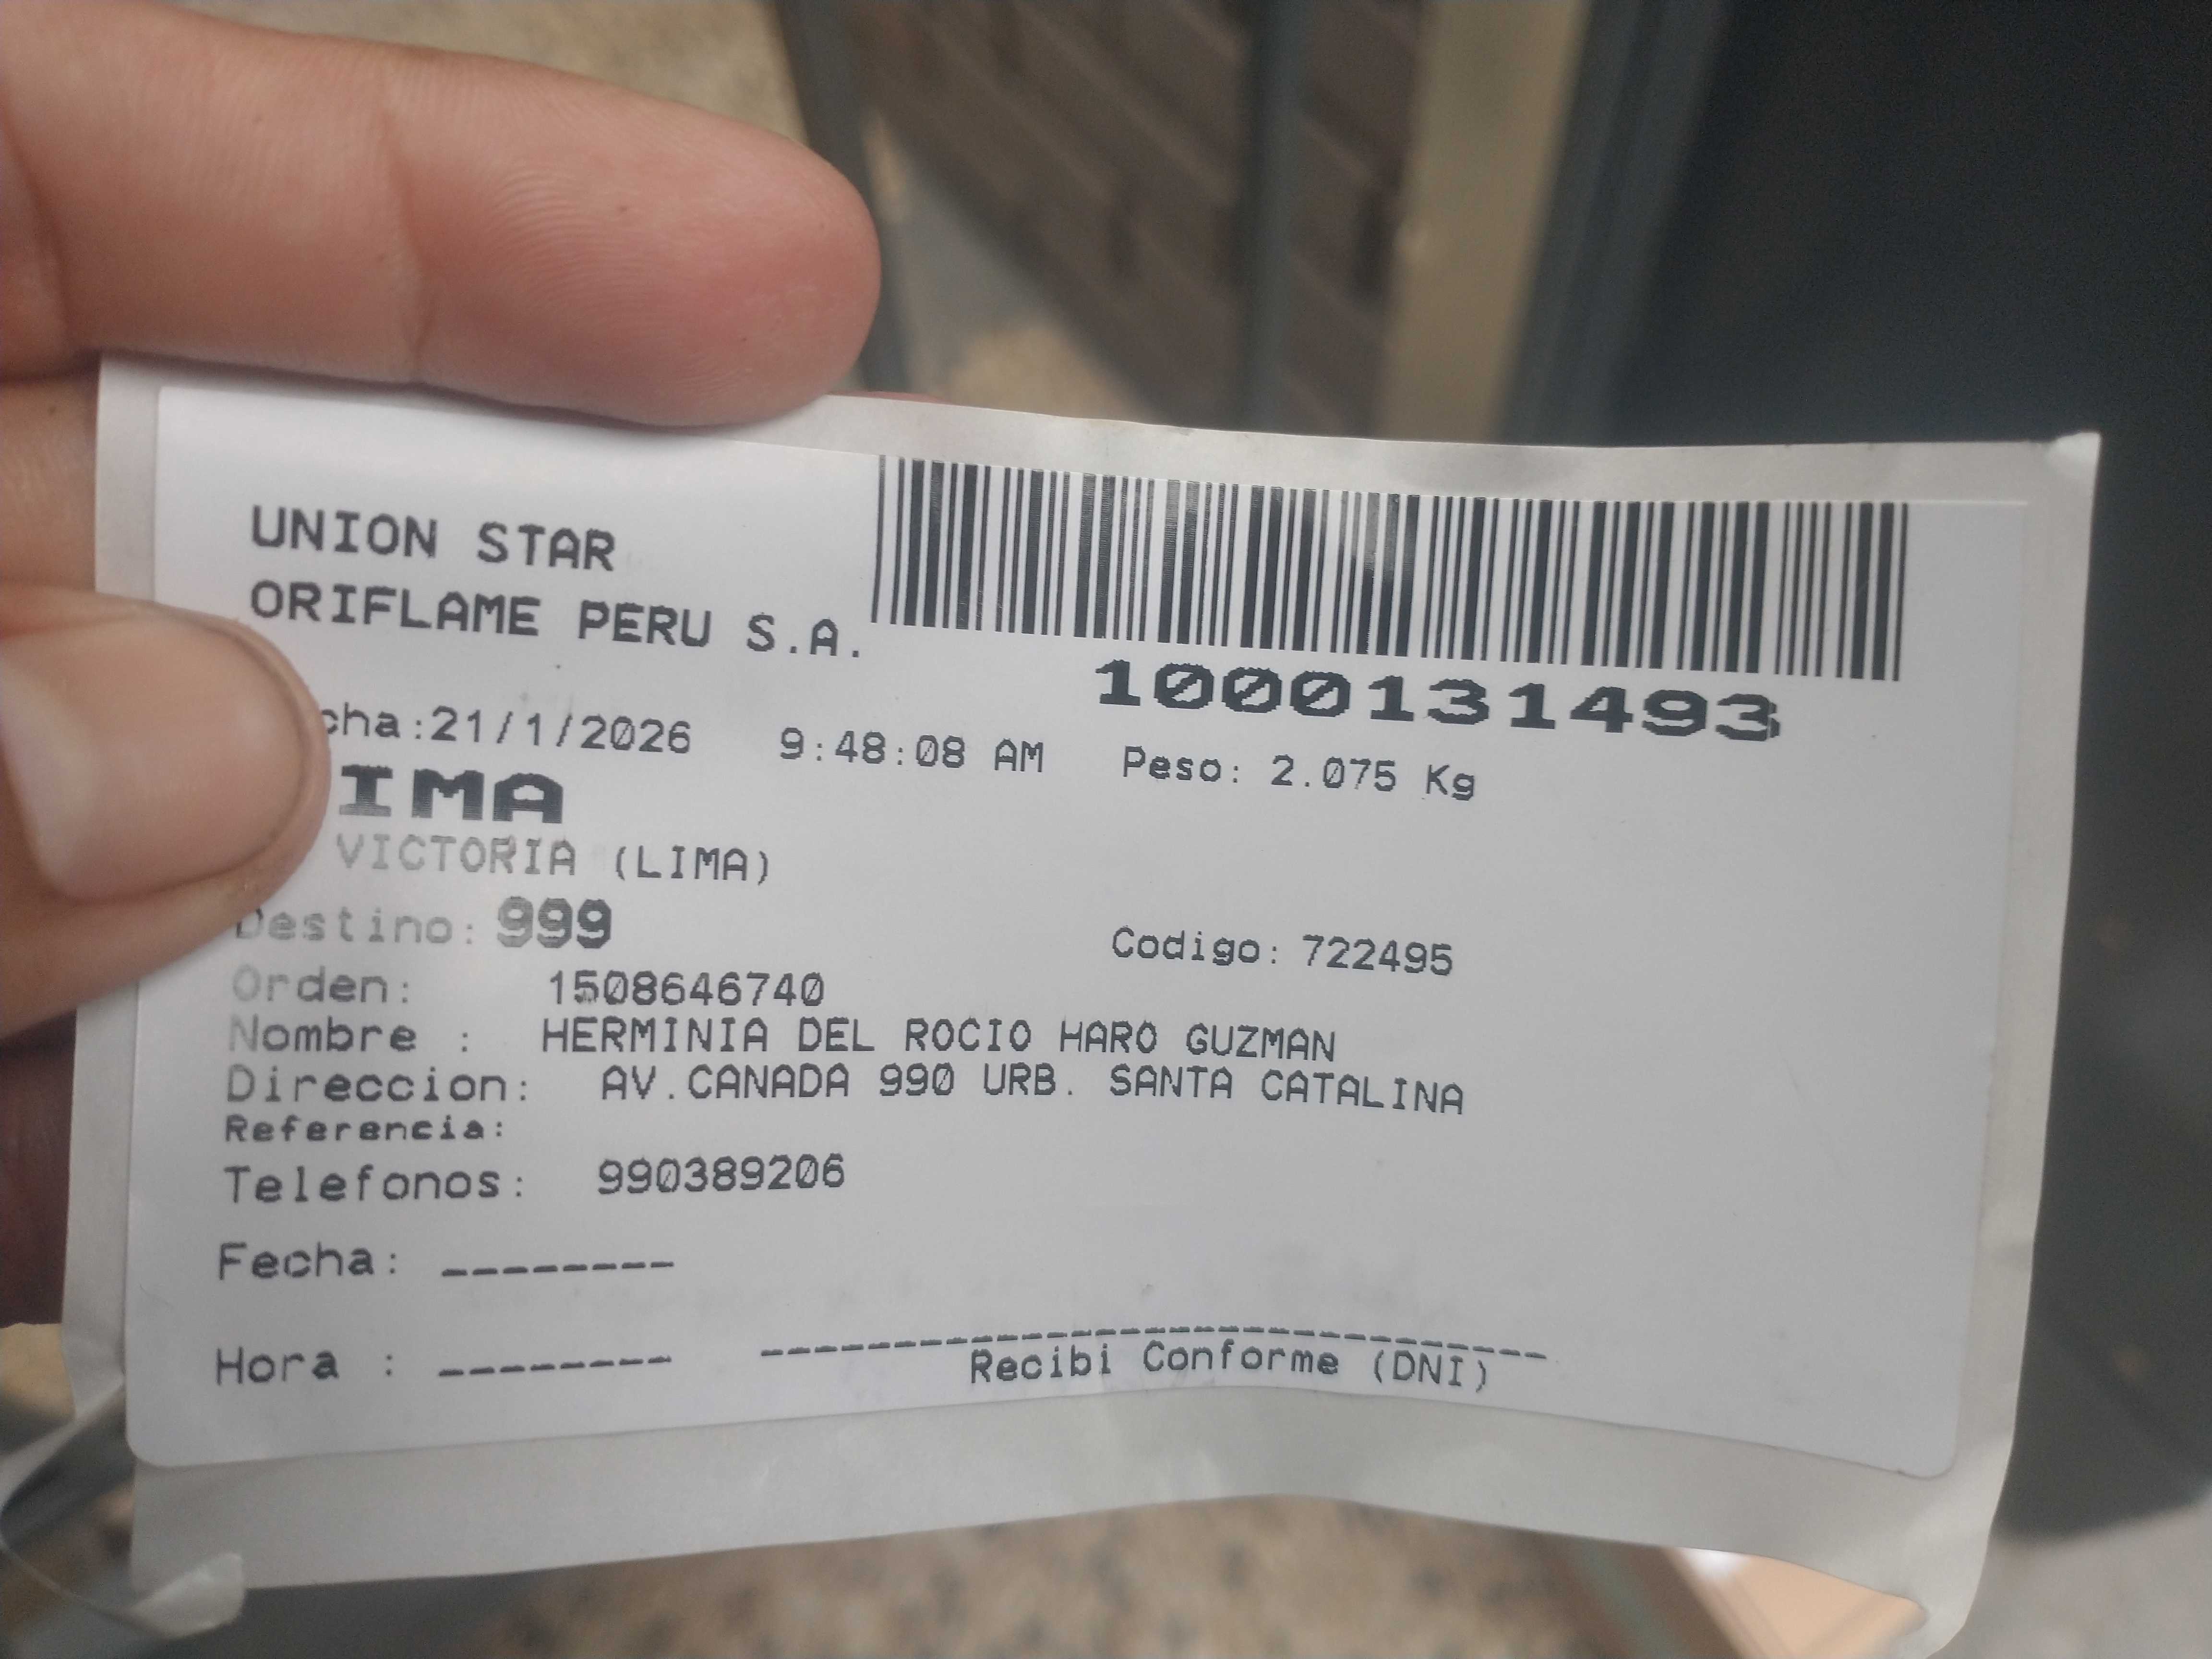 UNION STAR
ORIFLAME PERU S.A.
1000131493
cha:21/1/2026 9:48:08 AM Peso: 2.075 Kg
IMA
VICTORIA (LIMA)
Destino: 999 Codigo: 722495
Orden: 1508646740
Nombre : HERMINIA DEL ROCIO HARO GUZMAN
Direccion: AV.CANADA 990 URB. SANTA CATALINA
Referencia:
Telefonos: 990389206
Fecha: --------
Hora : --------
Recibi Conforme (DNI)